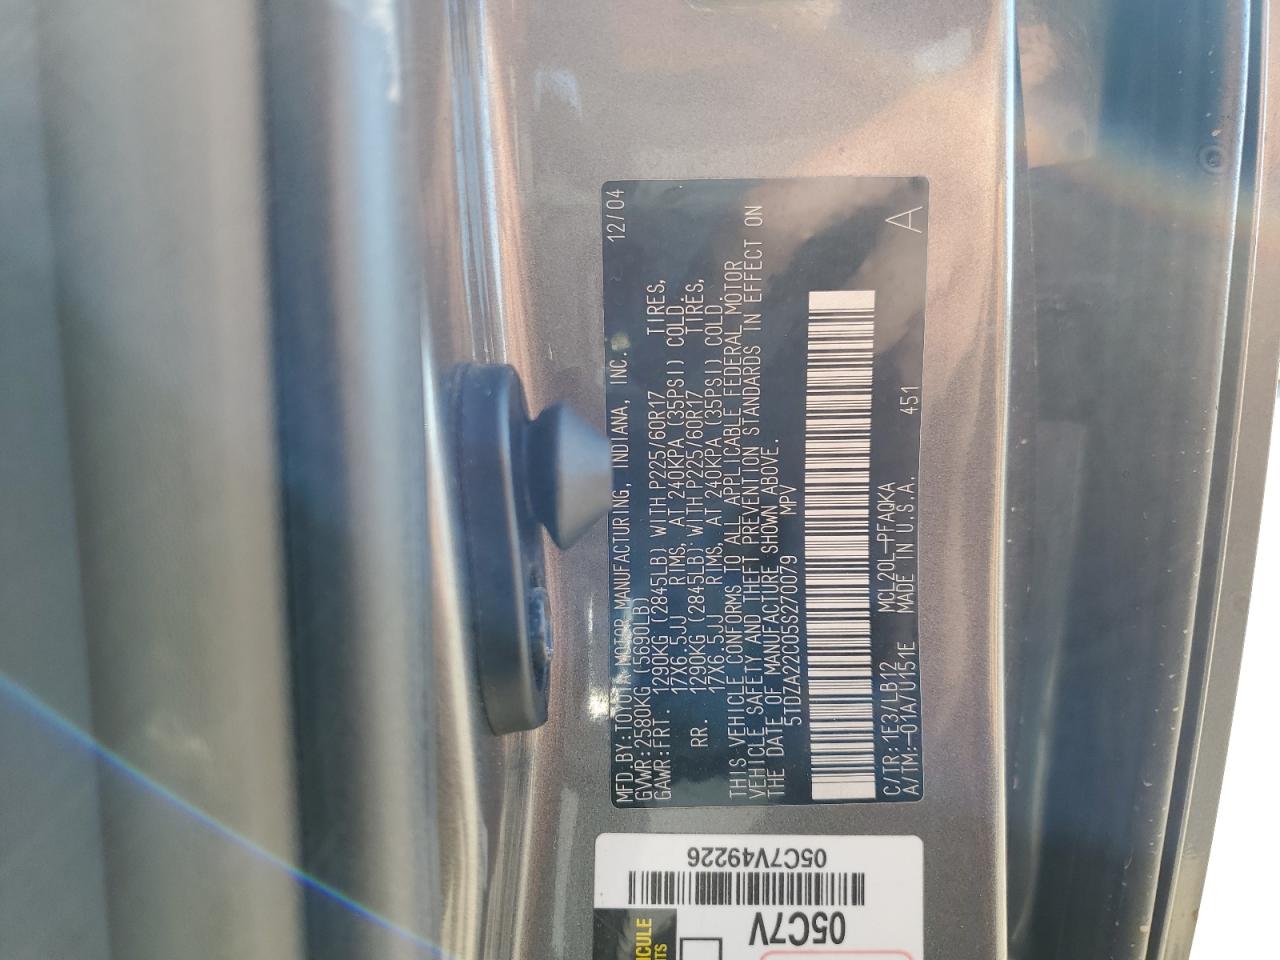 MFD.BY:TOYOTA MOTOR MANUFACTURING, INDIANA, INC. 12/04
GVWR:2580KG (5690LB)
GAWR:FRT. 1290KG (2845LB) WITH P225/60R17 TIRES,
17X6.5JJ RIMS, AT 240KPA (35PSI) COLD.
RR. 1290KG (2845LB) WITH P225/60R17 TIRES,
17X6.5JJ RIMS, AT 240KPA (35PSI) COLD.
THIS VEHICLE CONFORMS TO ALL APPLICABLE FEDERAL MOTOR
VEHICLE SAFETY AND THEFT PREVENTION STANDARDS IN EFFECT ON
THE DATE OF MANUFACTURE SHOWN ABOVE.
5TDZA22C05S270079 MPV
C/TR:1E3/LB12 MCL20L-PFAQKA
A/TM:-01A/U151E MADE IN U.S.A. 451 A
05C7V49226
05C7V